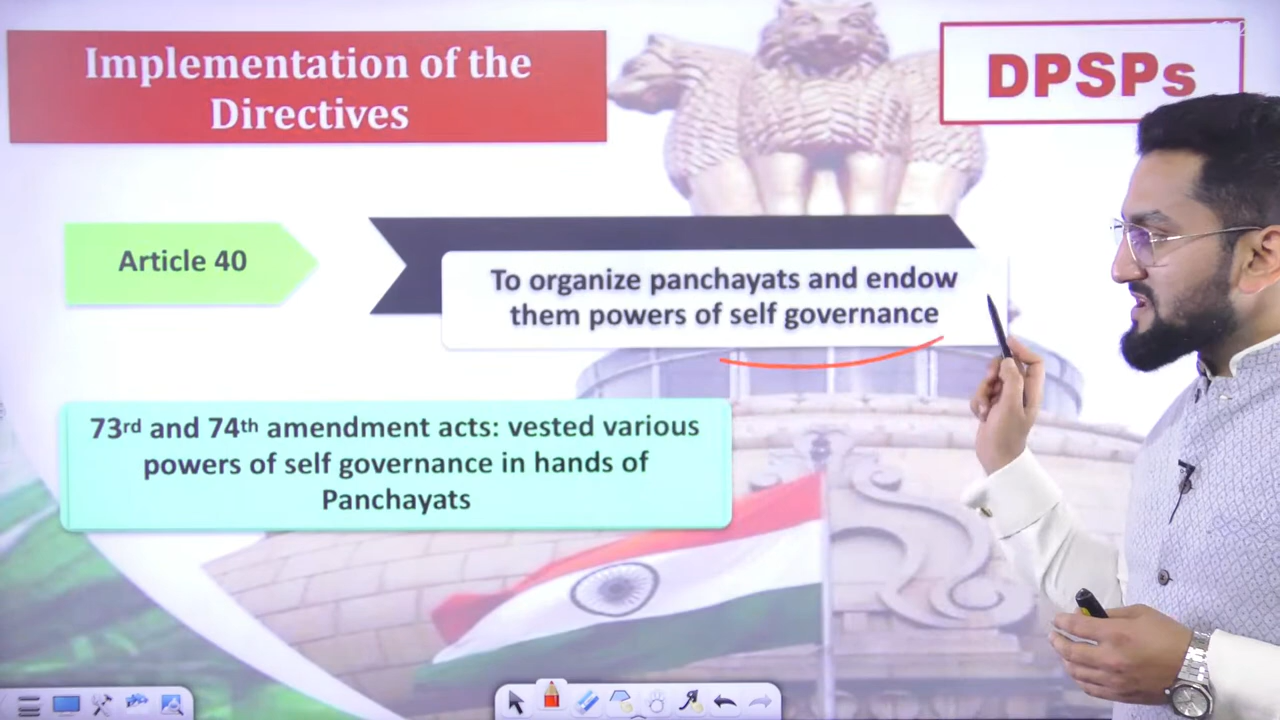 Implementation of the
Directives
DPSPs
Article 40
To organize panchayats and endow
them powers of self governance
73rd and 74th amendment acts: vested various
powers of self governance in hands of
Panchayats